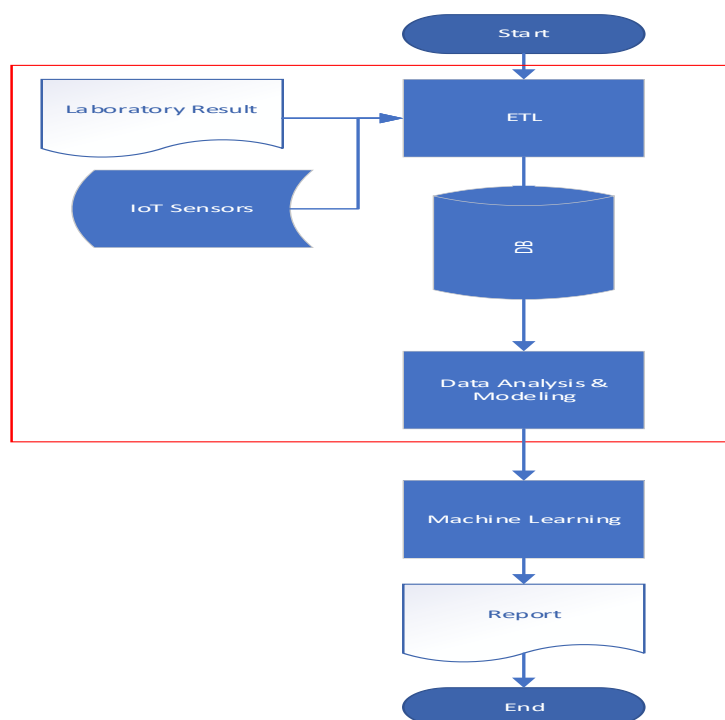 Start
Laboratory Result
ETL
IoT Sensors
DB
Data Analysis &
Modeling
Machine Learning
Report
End